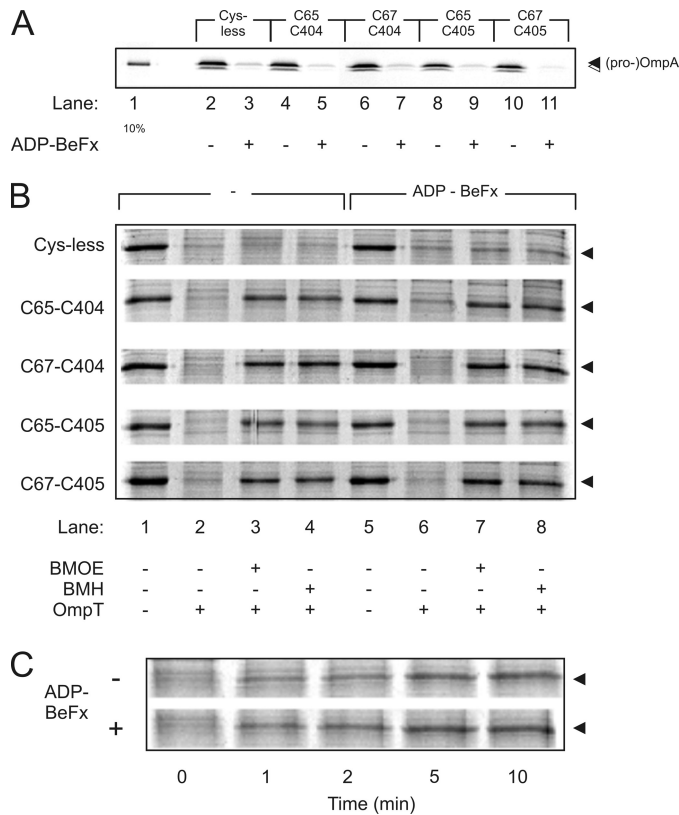 A
Cys-less C65 C404 C67 C404 C65 C405 C67 C405
(pro-)OmpA
Lane: 1 2 3 4 5 6 7 8 9 10 11
10%
ADP-BeFx - + - + - + - + - +
B
- ADP - BeFx
Cys-less
C65-C404
C67-C404
C65-C405
C67-C405
Lane: 1 2 3 4 5 6 7 8
BMOE - - + - - - + -
BMH - - - + - - - +
OmpT - + + + - + + +
C
ADP-BeFx
-
+
0 1 2 5 10
Time (min)